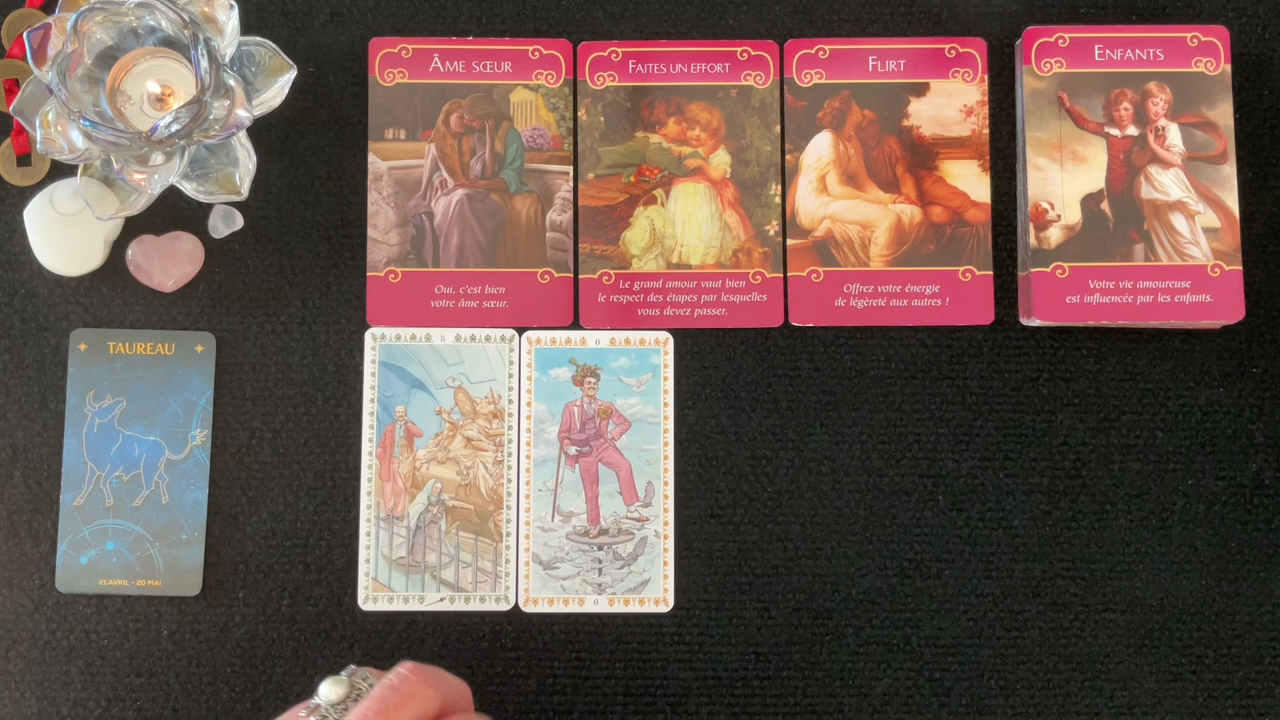 ÂME SŒUR
Oui, c'est bien
votre âme sœur.
FAITES UN EFFORT
Le grand amour vaut bien
le respect des étapes par lesquelles
vous devez passer.
FLIRT
Offrez votre énergie
de légèreté aux autres !
ENFANTS
Votre vie amoureuse
est influencée par les enfants.
TAUREAU
21 AVRIL - 20 MAI
8
0
0